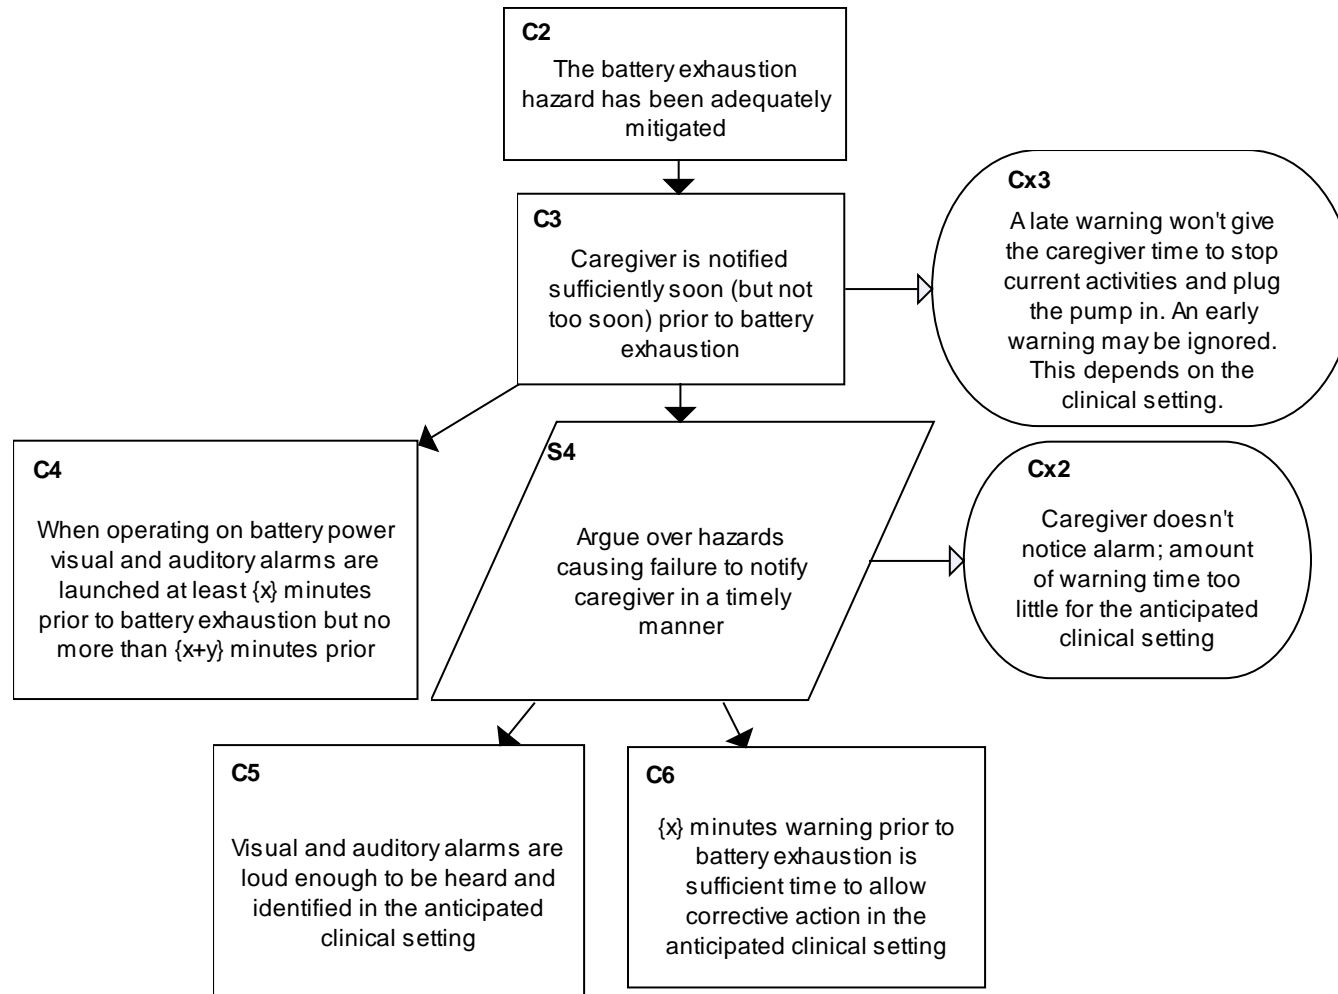 C2
The battery exhaustion
hazard has been adequately
mitigated
C3
Caregiver is notified
sufficiently soon (but not
too soon) prior to battery
exhaustion
Cx3
A late warning won't give
the caregiver time to stop
current activities and plug
the pump in. An early
warning may be ignored.
This depends on the
clinical setting.
C4
When operating on battery power
visual and auditory alarms are
launched at least {x} minutes
prior to battery exhaustion but no
more than {x+y} minutes prior
S4
Argue over hazards
causing failure to notify
caregiver in a timely
manner
Cx2
Caregiver doesn't
notice alarm; amount
of warning time too
little for the anticipated
clinical setting
C5
Visual and auditory alarms are
loud enough to be heard and
identified in the anticipated
clinical setting
C6
{x} minutes warning prior to
battery exhaustion is
sufficient time to allow
corrective action in the
anticipated clinical setting